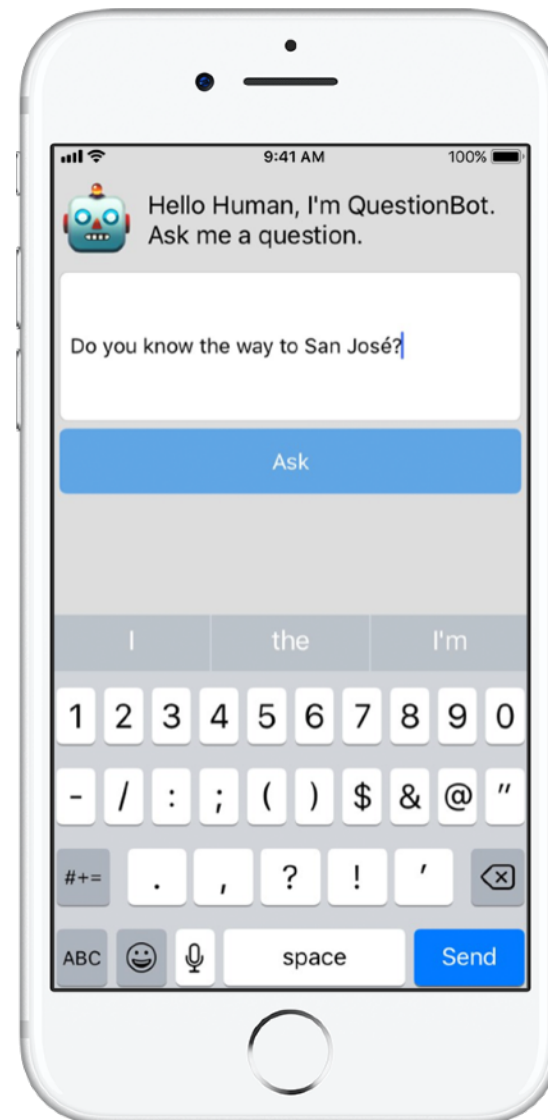 9:41 AM 100%
Hello Human, I'm QuestionBot.
Ask me a question.
Do you know the way to San José?
Ask
I the I'm
1 2 3 4 5 6 7 8 9 0
- / : ; ( ) $ & @ "
#+= . , ? ! '
ABC space Send